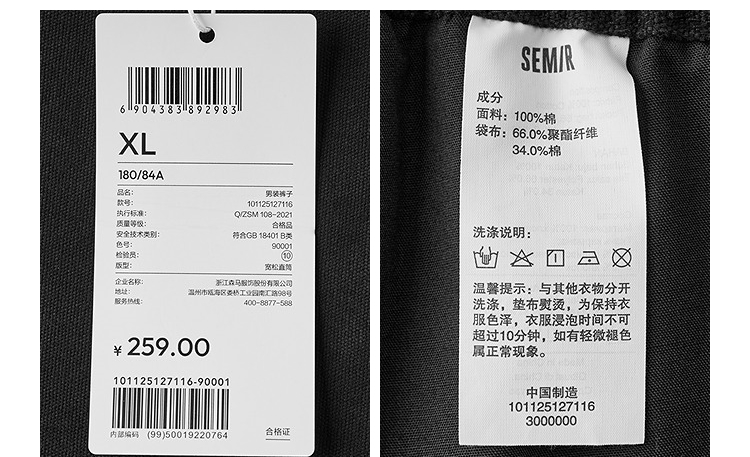 6 904383 892983
XL
180/84A
品名: 男装裤子
款号: 101125127116
执行标准: Q/ZSM 108-2021
质量等级: 合格品
安全技术类别: 符合GB 18401 B类
色号: 90001
检验员: 10
版型: 宽松直筒
企业名称: 浙江森马服饰股份有限公司
地址: 温州市瓯海区娄桥工业园南汇路98号
服务热线: 400-8877-588
¥ 259.00
101125127116-90001
内部编码 (99)50019220764
合格证
SEMIR
成分
面料: 100%棉
袋布: 66.0%聚酯纤维
34.0%棉
洗涤说明:
温馨提示: 与其他衣物分开
洗涤, 垫布熨烫, 为保持衣
服色泽, 衣服浸泡时间不可
超过10分钟, 如有轻微褪色
属正常现象。
中国制造
101125127116
3000000